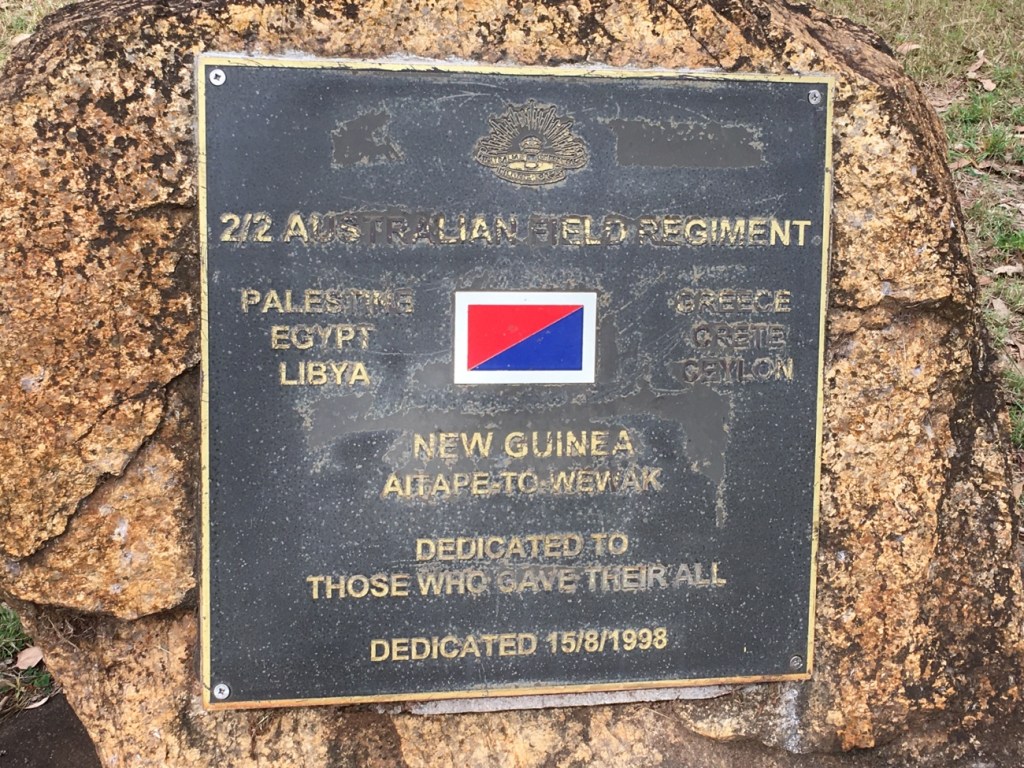 2/2 AUSTRALIAN FIELD REGIMENT
PALESTINE
EGYPT
LIBYA
GREECE
CRETE
CEYLON
NEW GUINEA
AITAPE-TO-WEWAK
DEDICATED TO
THOSE WHO GAVE THEIR ALL
DEDICATED 15/8/1998